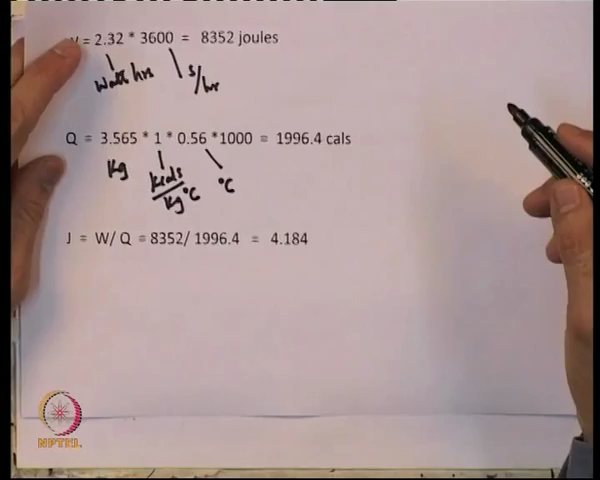 = 2.32 * 3600 = 8352 joules
watt hrs s/hr
Q = 3.565 * 1 * 0.56 *1000 = 1996.4 cals
Kg kcals/Kg°C °C
J = W/ Q = 8352/ 1996.4 = 4.184
NPTEL